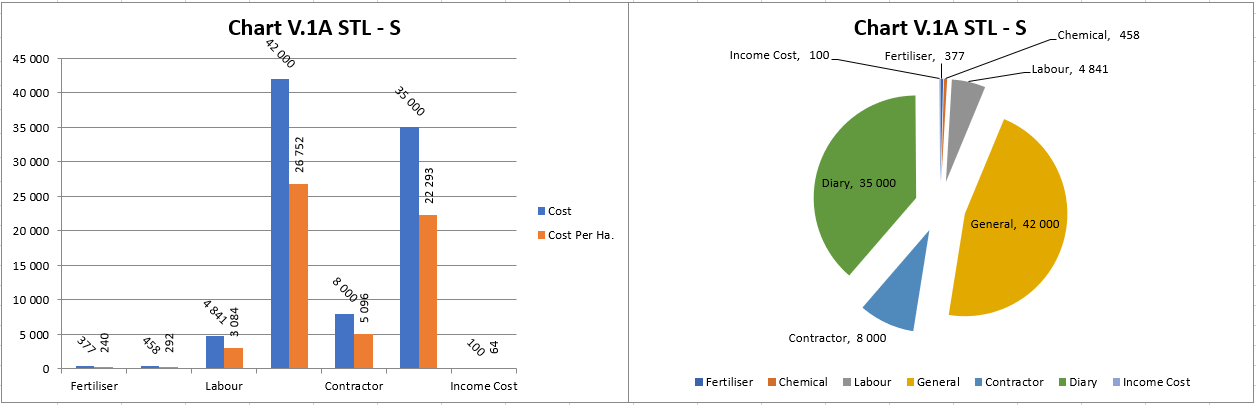 Chart V.1A STL - S
45 000
40 000
35 000
30 000
25 000
20 000
15 000
10 000
5 000
0
377
240
458
292
4 841
3 084
42 000
26 752
8 000
5 096
35 000
22 293
100
64
Fertiliser Labour Contractor Income Cost
Cost
Cost Per Ha.
Chart V.1A STL - S
Income Cost, 100
Fertiliser, 377
Chemical, 458
Labour, 4 841
Diary, 35 000
General, 42 000
Contractor, 8 000
Fertiliser Chemical Labour General Contractor Diary Income Cost